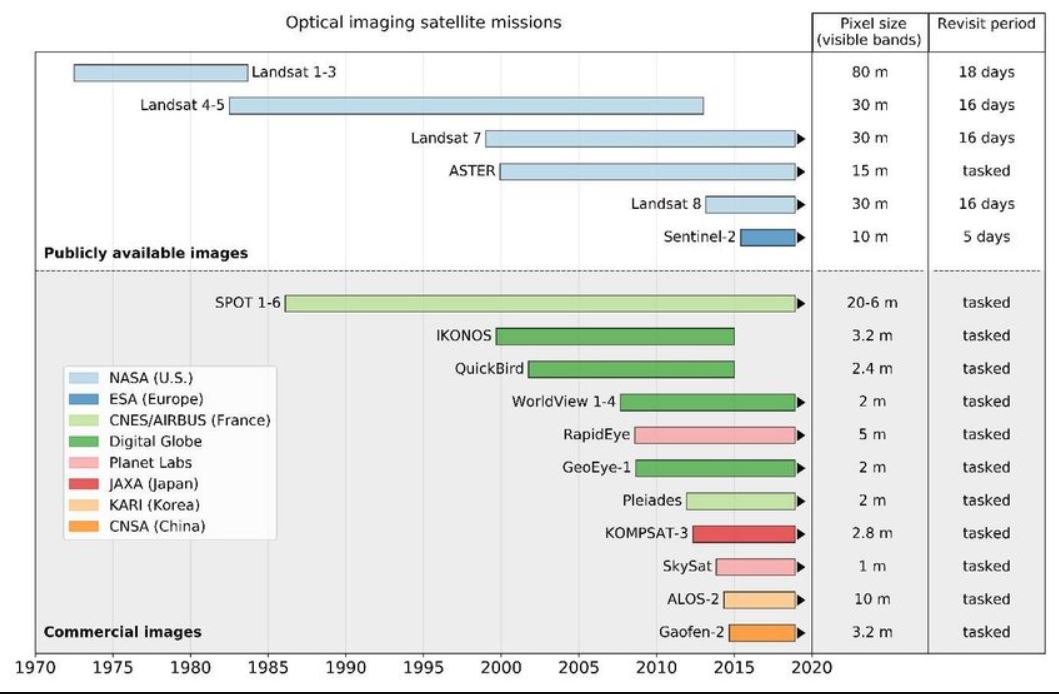 Optical imaging satellite missions
Pixel size
(visible bands)
Revisit period
Landsat 1-3 80 m 18 days
Landsat 4-5 30 m 16 days
Landsat 7 30 m 16 days
ASTER 15 m tasked
Landsat 8 30 m 16 days
Sentinel-2 10 m 5 days
Publicly available images
SPOT 1-6 20-6 m tasked
IKONOS 3.2 m tasked
QuickBird 2.4 m tasked
WorldView 1-4 2 m tasked
RapidEye 5 m tasked
GeoEye-1 2 m tasked
Pleiades 2 m tasked
KOMPSAT-3 2.8 m tasked
SkySat 1 m tasked
ALOS-2 10 m tasked
Gaofen-2 3.2 m tasked
NASA (U.S.)
ESA (Europe)
CNES/AIRBUS (France)
Digital Globe
Planet Labs
JAXA (Japan)
KARI (Korea)
CNSA (China)
Commercial images
1970 1975 1980 1985 1990 1995 2000 2005 2010 2015 2020